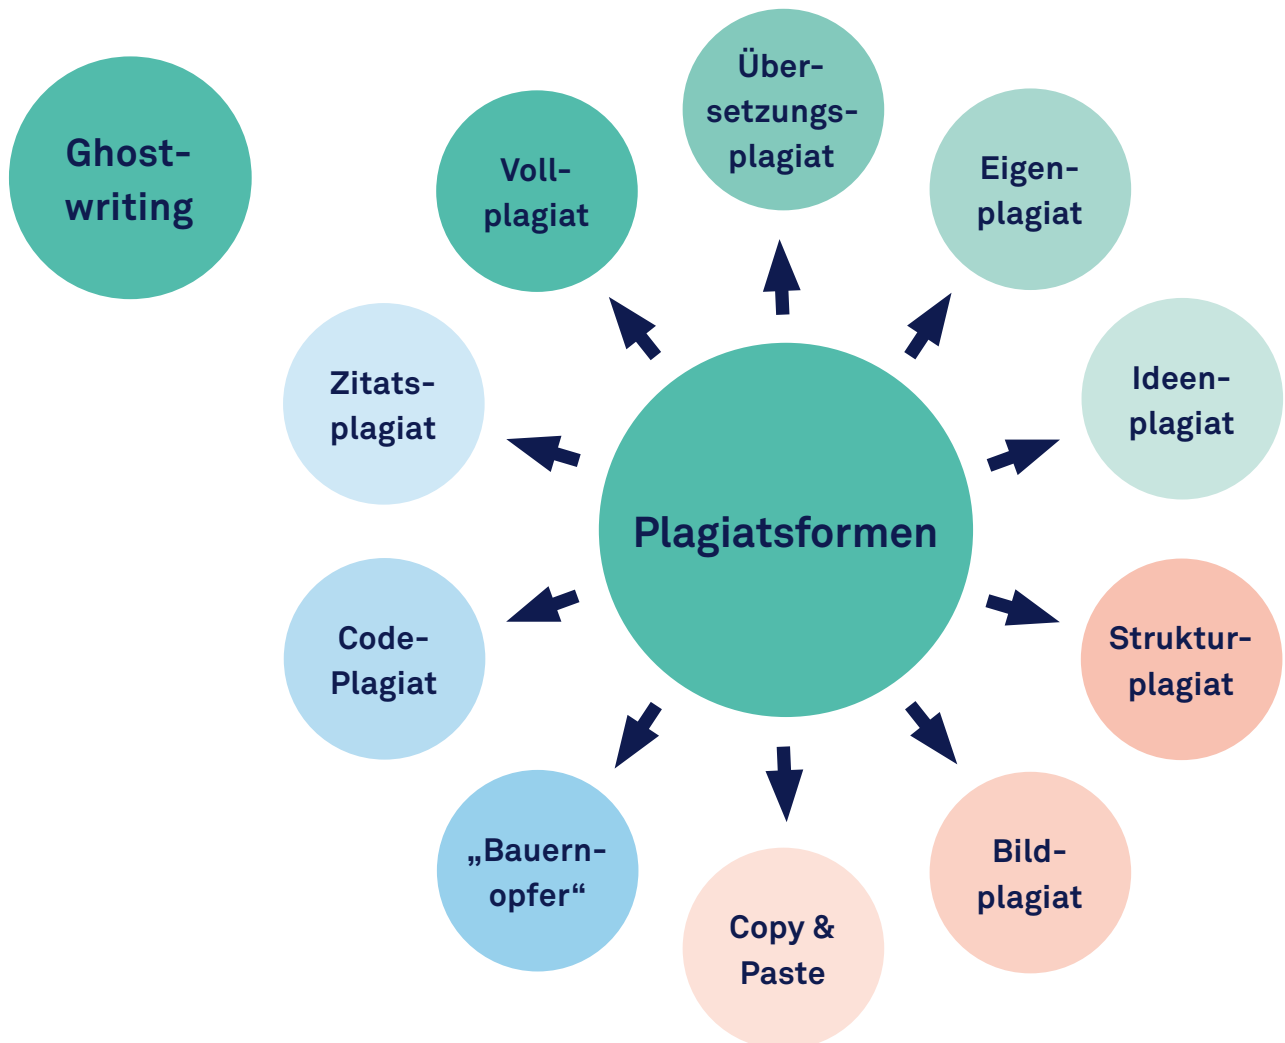 Ghost-
writing
Voll-
plagiat
Über-
setzungs-
plagiat
Eigen-
plagiat
Ideen-
plagiat
Struktur-
plagiat
Bild-
plagiat
Copy &
Paste
„Bauern-
opfer“
Code-
Plagiat
Zitats-
plagiat
Plagiatsformen